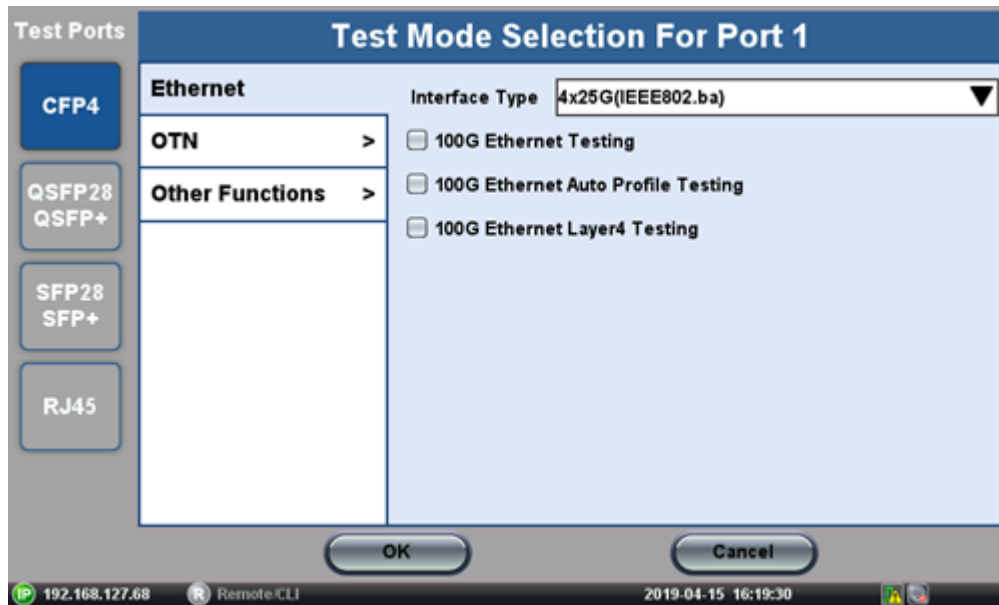 Test Ports
Test Mode Selection For Port 1
CFP4
QSFP28
QSFP+
SFP28
SFP+
RJ45
Ethernet
OTN >
Other Functions >
Interface Type 4x25G(IEEE802.ba)
100G Ethernet Testing
100G Ethernet Auto Profile Testing
100G Ethernet Layer4 Testing
OK Cancel
IP 192.168.127.68 R Remote/CLI 2019-04-15 16:19:30